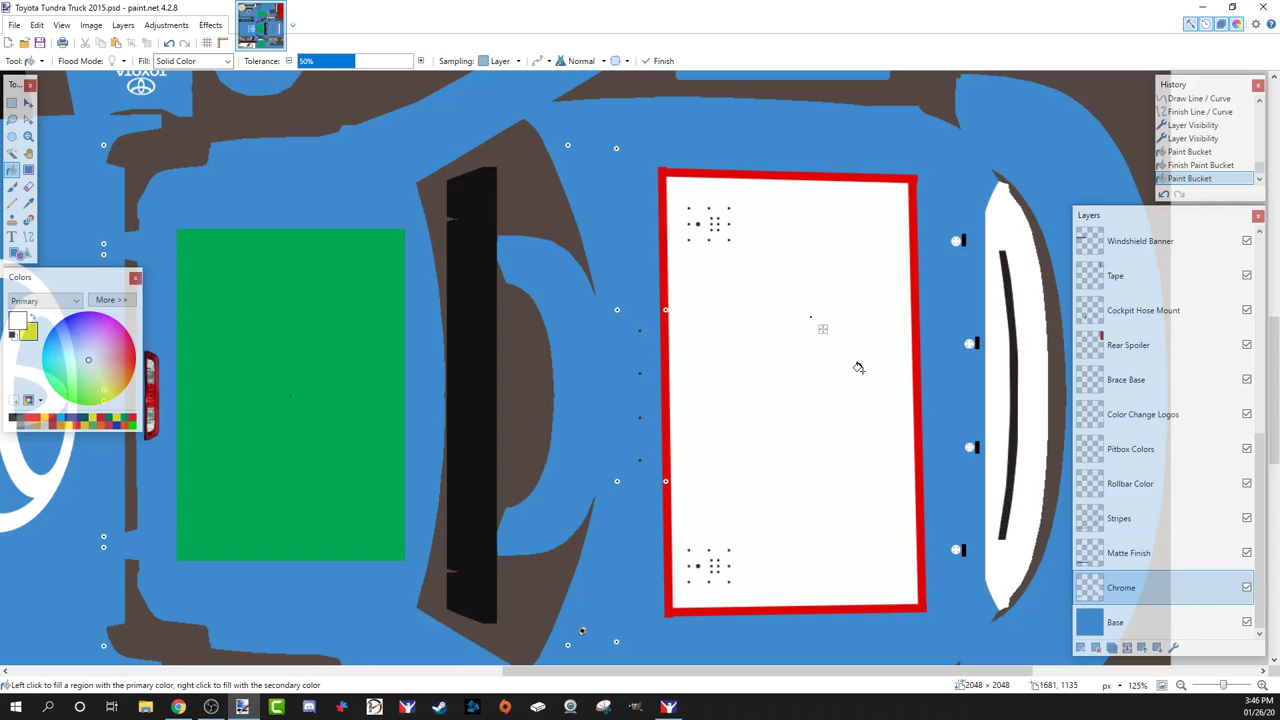 Toyota Tundra Truck 2015.psd - paint.net 4.2.8
File Edit View Image Layers Adjustments Effects
Tool: Flood Mode: Fill: Solid Color Tolerance: 50% Sampling: Layer Normal Finish
To...
TOYOTA
History
Draw Line / Curve
Finish Line / Curve
Layer Visibility
Layer Visibility
Paint Bucket
Finish Paint Bucket
Paint Bucket
Layers
Windshield Banner
Tape
Cockpit Hose Mount
Rear Spoiler
Brace Base
Color Change Logos
Pitbox Colors
Rollbar Color
Stripes
Matte Finish
Chrome
Base
Colors
Primary More >>
Left click to fill a region with the primary color, right click to fill with the secondary color
2048 × 2048 1681, 1135 px 125%
3:46 PM
01/26/20